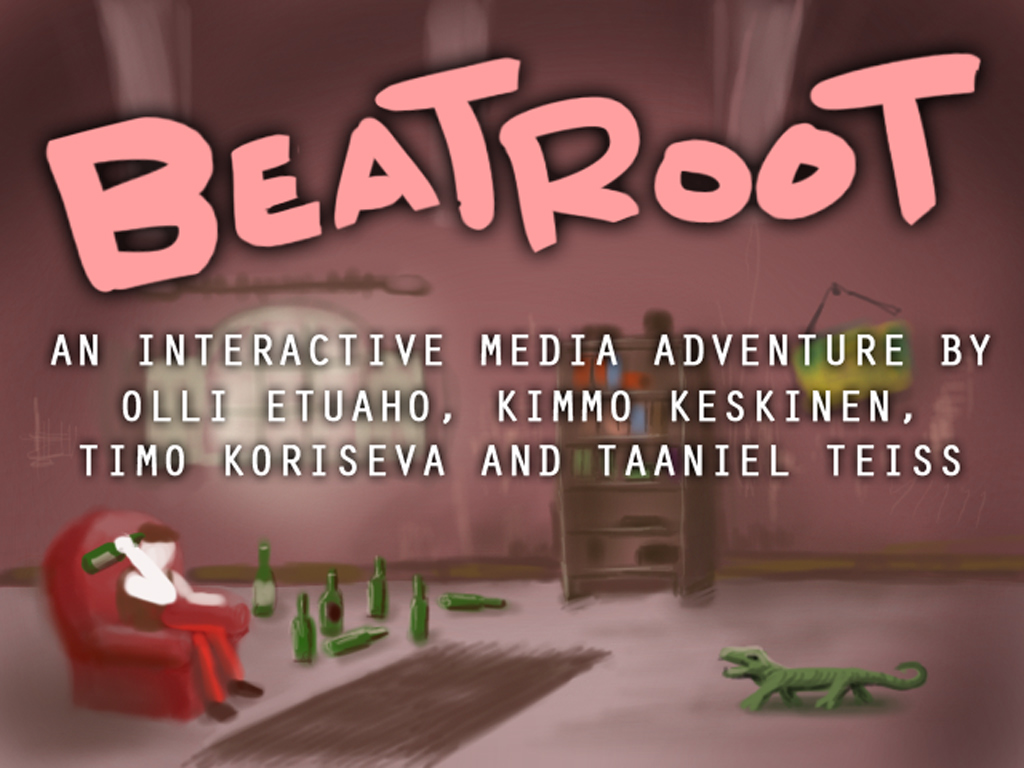 BEATROOT
AN INTERACTIVE MEDIA ADVENTURE BY
OLLI ETUAHO, KIMMO KESKINEN,
TIMO KORISEVA AND TAANIEL TEISS